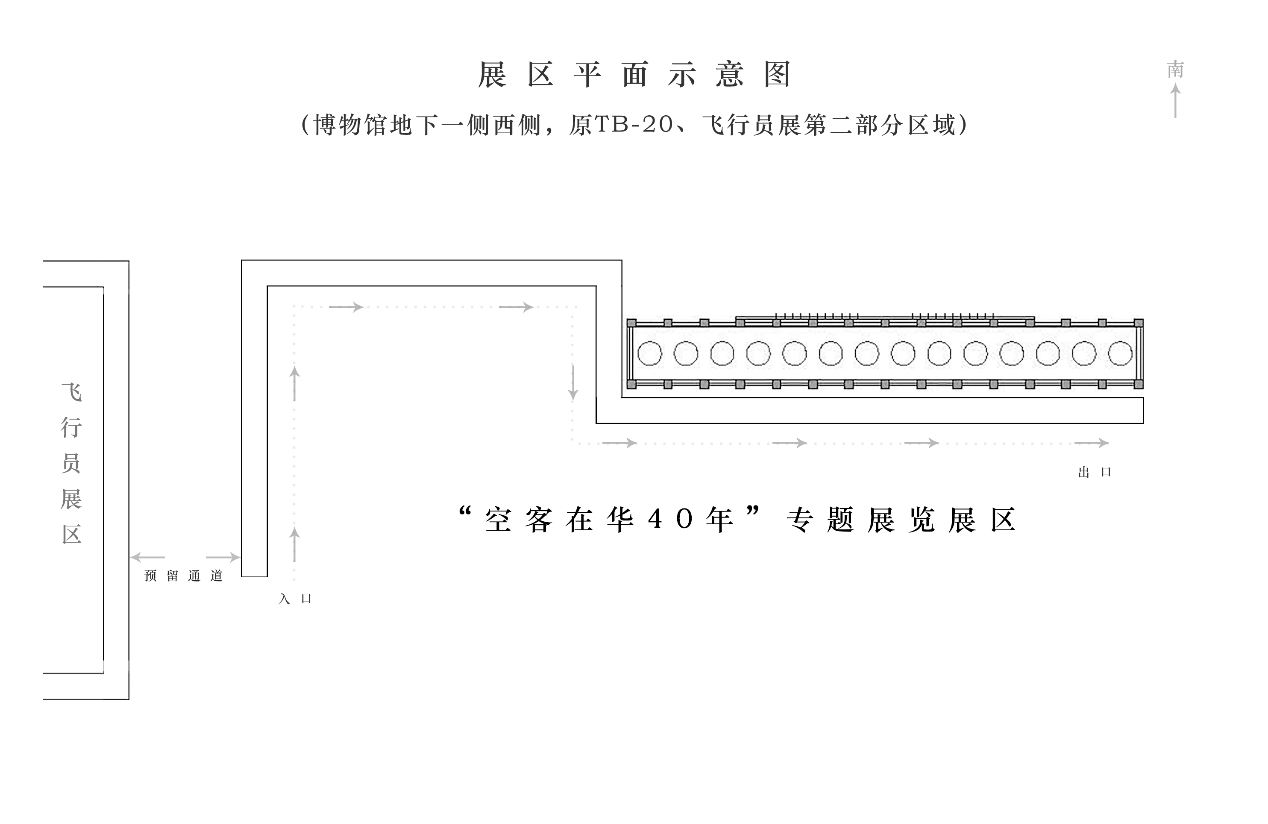 展区平面示意图
南
（博物馆地下一侧西侧，原TB-20、飞行员展第二部分区域）
飞行员展区
出口
“空客在华40年”专题展览展区
预留通道
入口